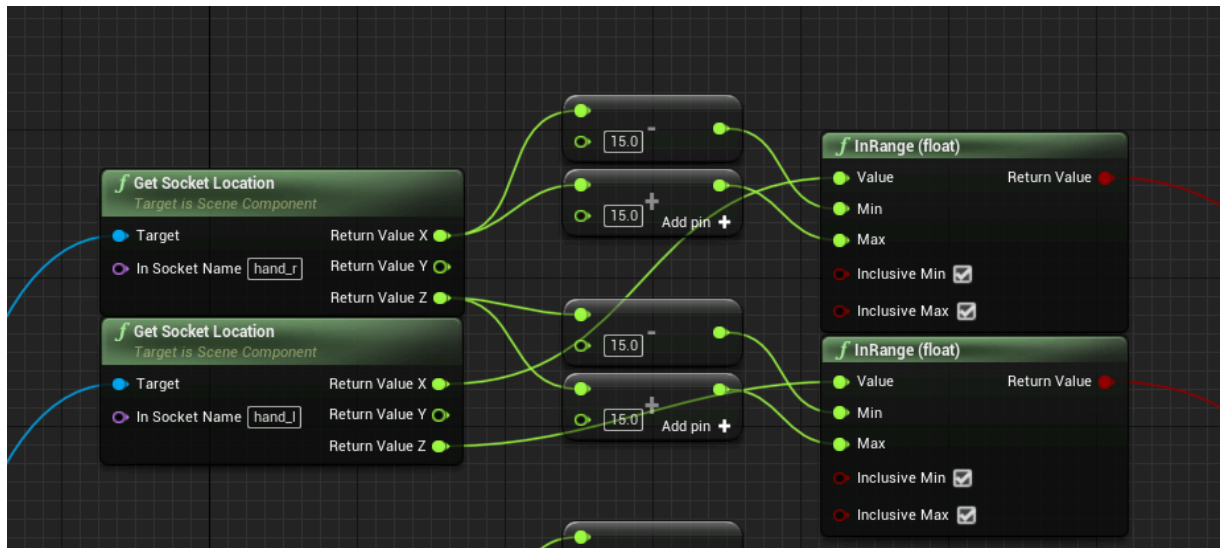 Get Socket Location
Target is Scene Component
Target
Return Value X
In Socket Name hand_r
Return Value Y
Return Value Z
Get Socket Location
Target is Scene Component
Target
Return Value X
In Socket Name hand_l
Return Value Y
Return Value Z
-
15.0
+
15.0
Add pin +
-
15.0
+
15.0
Add pin +
f InRange (float)
Value
Return Value
Min
Max
Inclusive Min
Inclusive Max
f InRange (float)
Value
Return Value
Min
Max
Inclusive Min
Inclusive Max